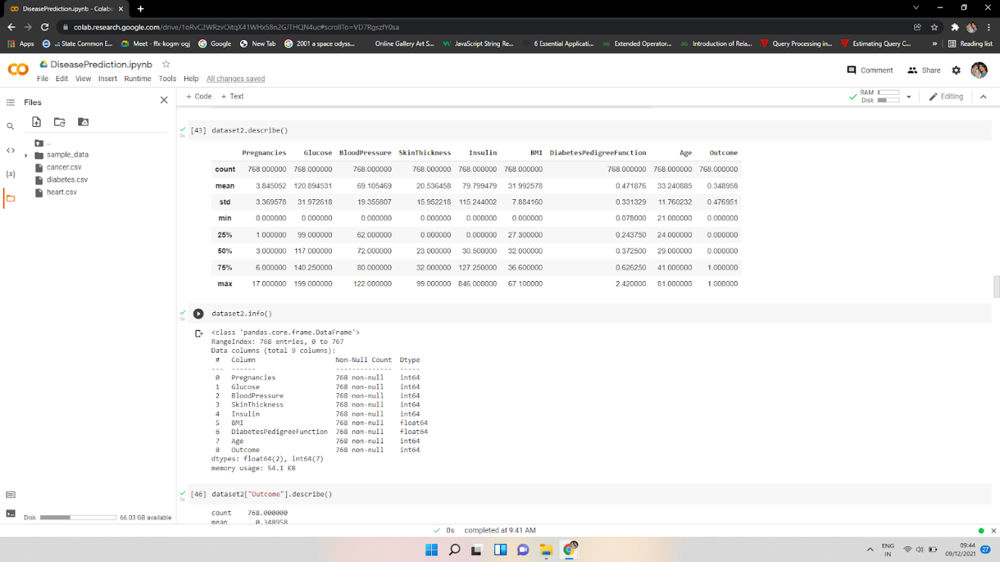 DiseasePrediction.ipynb - Colab
colab.research.google.com/drive/1oRvC2WRzvOitqX41WHx58n2GJTHQN4uc#scrollTo=VD7RgszfY0sa
Apps ..:: State Common E... Meet - ffx-kogm-ogj Google New Tab 2001 a space odys... Online Gallery Art S... JavaScript String Re... 6 Essential Applicati... Extended Operator... Introduction of Rela... Query Processing in... Estimating Query C... » Reading list
DiseasePrediction.ipynb
Comment Share
File Edit View Insert Runtime Tools Help All changes saved
Files
+ Code + Text
RAM
Disk
Editing
..
sample_data
cancer.csv
diabetes.csv
heart.csv
0s
[43] dataset2.describe()
Pregnancies Glucose BloodPressure SkinThickness Insulin BMI DiabetesPedigreeFunction Age Outcome
count 768.000000 768.000000 768.000000 768.000000 768.000000 768.000000 768.000000 768.000000 768.000000
mean 3.845052 120.894531 69.105469 20.536458 79.799479 31.992578 0.471876 33.240885 0.348958
std 3.369578 31.972618 19.355807 15.952218 115.244002 7.884160 0.331329 11.760232 0.476951
min 0.000000 0.000000 0.000000 0.000000 0.000000 0.000000 0.078000 21.000000 0.000000
25% 1.000000 99.000000 62.000000 0.000000 0.000000 27.300000 0.243750 24.000000 0.000000
50% 3.000000 117.000000 72.000000 23.000000 30.500000 32.000000 0.372500 29.000000 0.000000
75% 6.000000 140.250000 80.000000 32.000000 127.250000 36.600000 0.626250 41.000000 1.000000
max 17.000000 199.000000 122.000000 99.000000 846.000000 67.100000 2.420000 81.000000 1.000000
0s
dataset2.info()
<class 'pandas.core.frame.DataFrame'>
RangeIndex: 768 entries, 0 to 767
Data columns (total 9 columns):
# Column Non-Null Count Dtype
--- ------ -------------- -----
0 Pregnancies 768 non-null int64
1 Glucose 768 non-null int64
2 BloodPressure 768 non-null int64
3 SkinThickness 768 non-null int64
4 Insulin 768 non-null int64
5 BMI 768 non-null float64
6 DiabetesPedigreeFunction 768 non-null float64
7 Age 768 non-null int64
8 Outcome 768 non-null int64
dtypes: float64(2), int64(7)
memory usage: 54.1 KB
0s
[46] dataset2["Outcome"].describe()
count 768.000000
mean 0.348958
Disk 66.03 GB available
0s completed at 9:41 AM
ENG
IN
09:44
09/12/2021
27